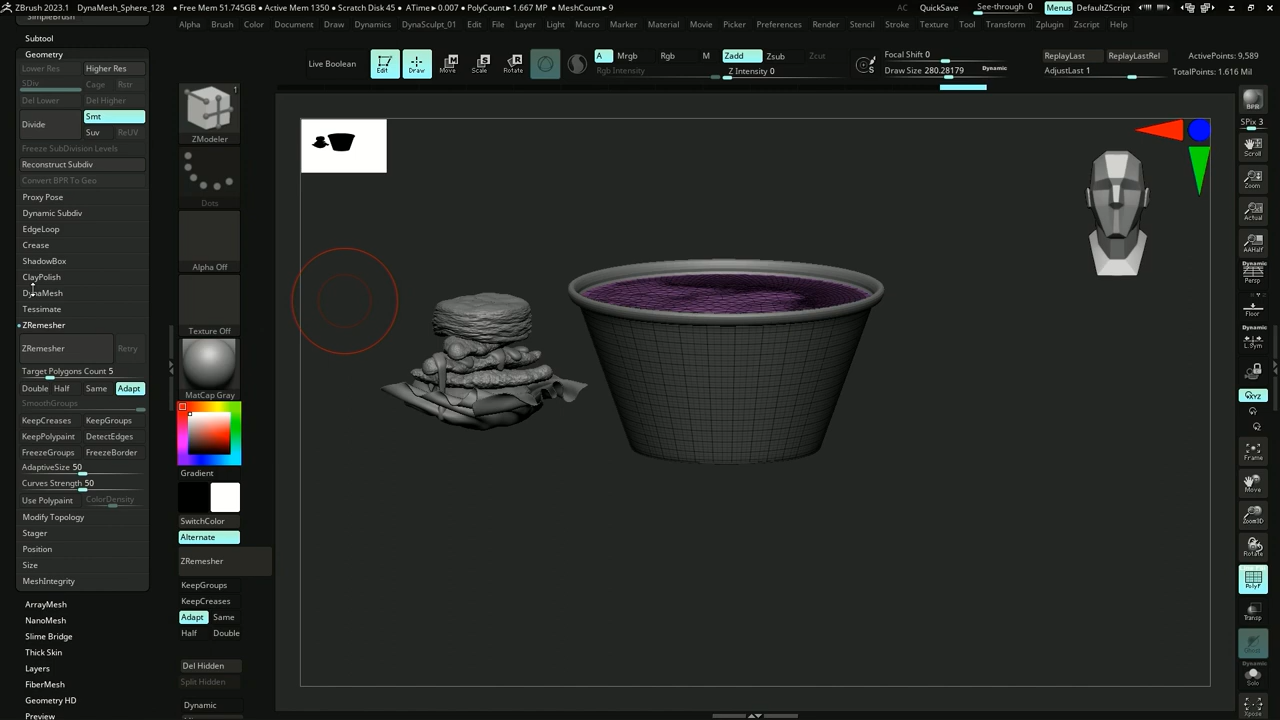 ZBrush 2023.1 DynaMesh_Sphere_128 ● Free Mem 51.745GB ● Active Mem 1350 ● Scratch Disk 45 ● ATime▸0.007 ● PolyCount▸1.667 MP ● MeshCount▸9 AC QuickSave See-through 0 Menus DefaultZScript
Alpha Brush Color Document Draw Dynamics DynaSculpt_01 Edit File Layer Light Macro Marker Material Movie Picker Preferences Render Stencil Stroke Texture Tool Transform Zplugin Zscript Help
SimpleBrush
Subtool
Geometry
Lower Res Higher Res
SDiv Cage Rstr
Del Lower Del Higher
Divide Smt
Suv ReUV
Freeze SubDivision Levels
Reconstruct Subdiv
Convert BPR To Geo
Proxy Pose
Dynamic Subdiv
EdgeLoop
Crease
ShadowBox
ClayPolish
DynaMesh
Tessimate
ZRemesher
ZRemesher Retry
Target Polygons Count 5
Double Half Same Adapt
SmoothGroups
KeepCreases KeepGroups
KeepPolypaint DetectEdges
FreezeGroups FreezeBorder
AdaptiveSize 50
Curves Strength 50
Use Polypaint ColorDensity
Modify Topology
Stager
Position
Size
MeshIntegrity
ArrayMesh
NanoMesh
Slime Bridge
Thick Skin
Layers
FiberMesh
Geometry HD
Preview
Live Boolean Edit Draw Move Scale Rotate
A Mrgb Rgb M Zadd Zsub Zcut
Rgb Intensity Z Intensity 0
S
Focal Shift 0
Draw Size 280.28179 Dynamic
ReplayLast ReplayLastRel
AdjustLast 1
ActivePoints: 9,589
TotalPoints: 1.616 Mil
1
ZModeler
Dots
Alpha Off
Texture Off
MatCap Gray
Gradient
SwitchColor
Alternate
ZRemesher
KeepGroups
KeepCreases
Adapt Same
Half Double
Del Hidden
Split Hidden
Dynamic
BPR
SPix 3
Scroll
Zoom
Actual
AAHalf
Dynamic
Persp
Floor
Dynamic
L.Sym
XYZ
Frame
Move
Zoom3D
Rotate
PolyF
Transp
Ghost
Dynamic
Solo
Xpose